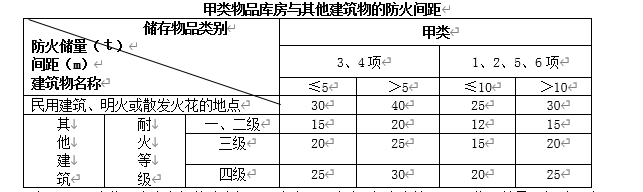 甲类物品库房与其他建筑物的防火间距
储存物品类别
防火储量（t）
间距（m）
建筑物名称
甲类
3、4项 1、2、5、6项
≤5 >5 ≤10 >10
民用建筑、明火或散发火花的地点 30 40 25 30
其他建筑 耐火等级 一、二级 15 20 12 15
三级 20 25 15 20
四级 25 30 20 25